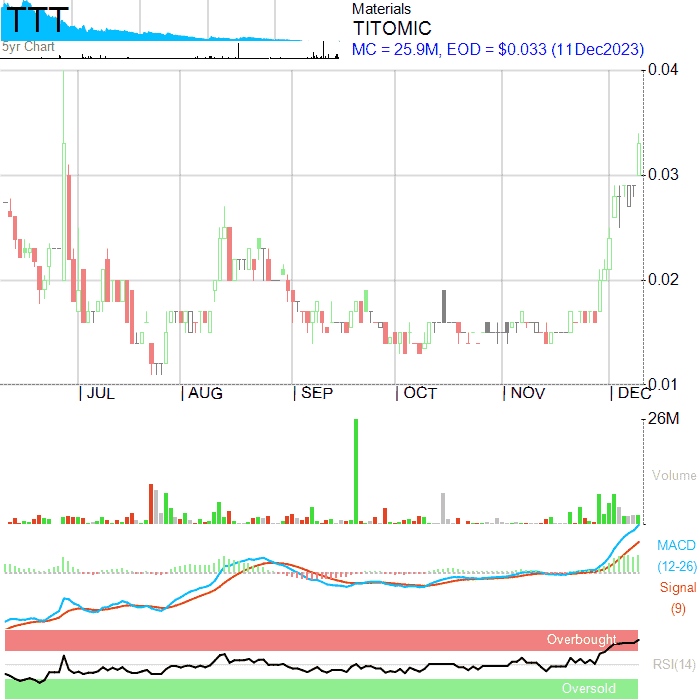 TTT
5yr Chart
Materials
TITOMIC
MC = 25.9M, EOD = $0.033 (11Dec2023)
0.04
0.03
0.02
0.01
JUL AUG SEP OCT NOV DEC
26M
Volume
MACD
(12-26)
Signal
(9)
Overbought
RSI(14)
Oversold